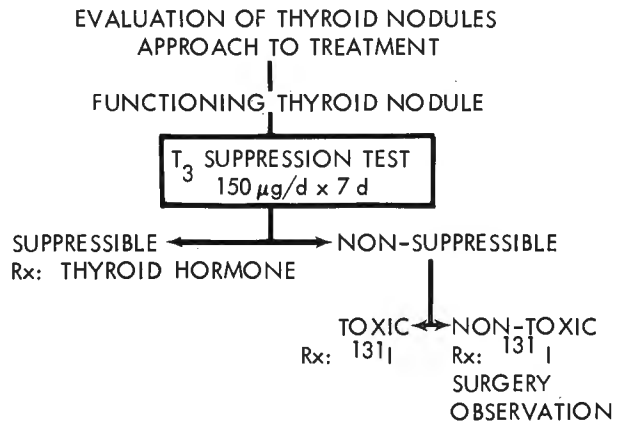 EVALUATION OF THYROID NODULES
APPROACH TO TREATMENT
FUNCTIONING THYROID NODULE
T3 SUPPRESSION TEST
150 µg/d x 7 d
SUPPRESSIBLE
Rx: THYROID HORMONE
NON-SUPPRESSIBLE
TOXIC
Rx: 131I
NON-TOXIC
Rx: 131I
SURGERY
OBSERVATION